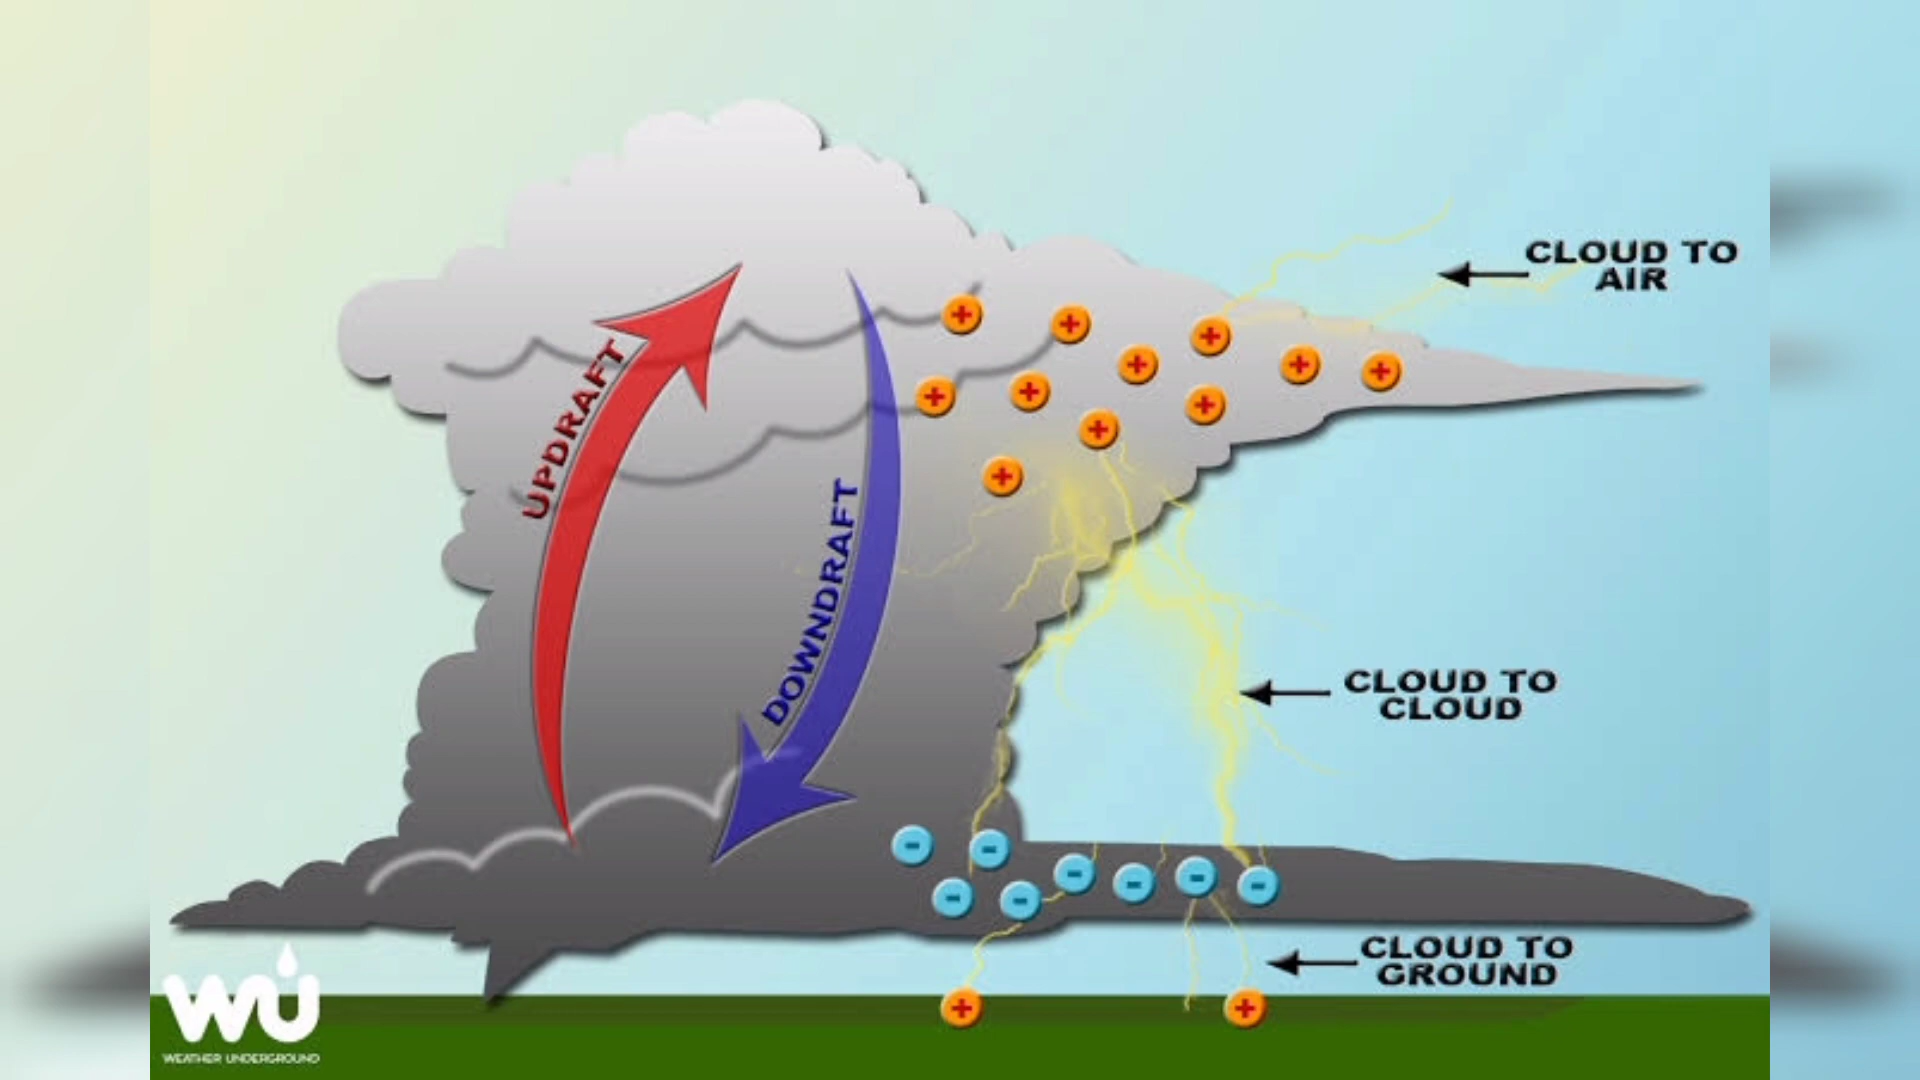 CLOUD TO
AIR
UPDRAFT
DOWNDRAFT
CLOUD TO
CLOUD
CLOUD TO
GROUND
WU
WEATHER UNDERGROUND